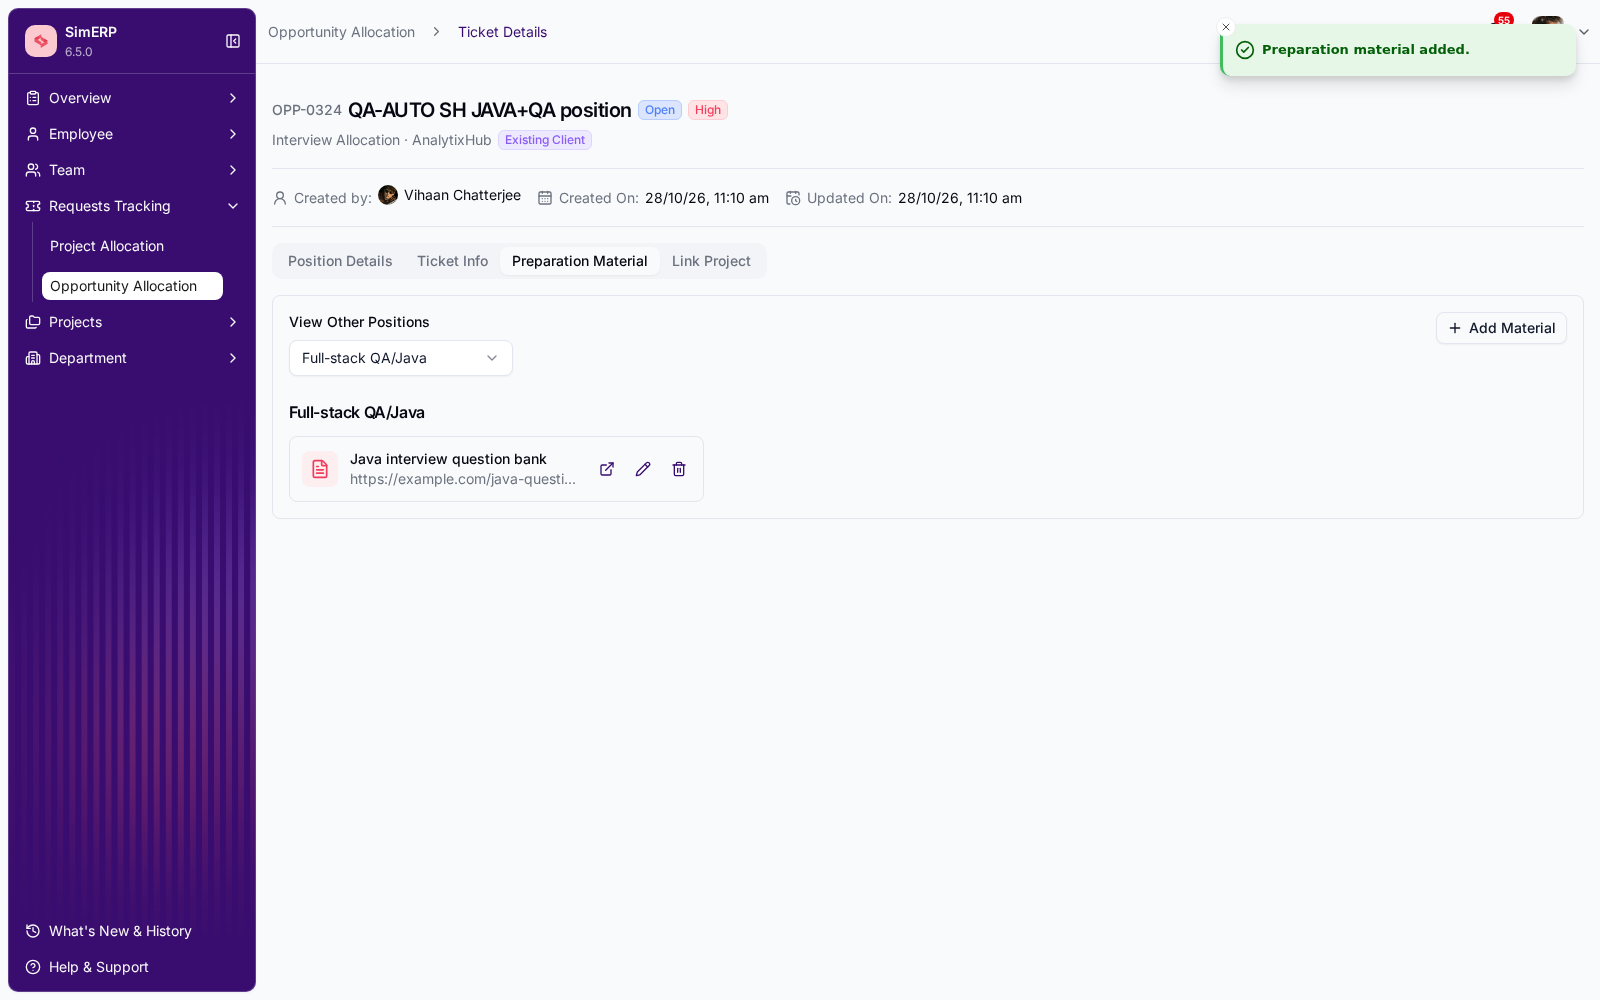 SimERP
6.5.0
Overview
Employee
Team
Requests Tracking
Project Allocation
Opportunity Allocation
Projects
Department
What's New & History
Help & Support
Opportunity Allocation > Ticket Details
55
Preparation material added.
OPP-0324 QA-AUTO SH JAVA+QA position Open High
Interview Allocation · AnalytixHub Existing Client
Created by: Vihaan Chatterjee Created On: 28/10/26, 11:10 am Updated On: 28/10/26, 11:10 am
Position Details Ticket Info Preparation Material Link Project
View Other Positions
Add Material
Full-stack QA/Java
Full-stack QA/Java
Java interview question bank
https://example.com/java-questi...